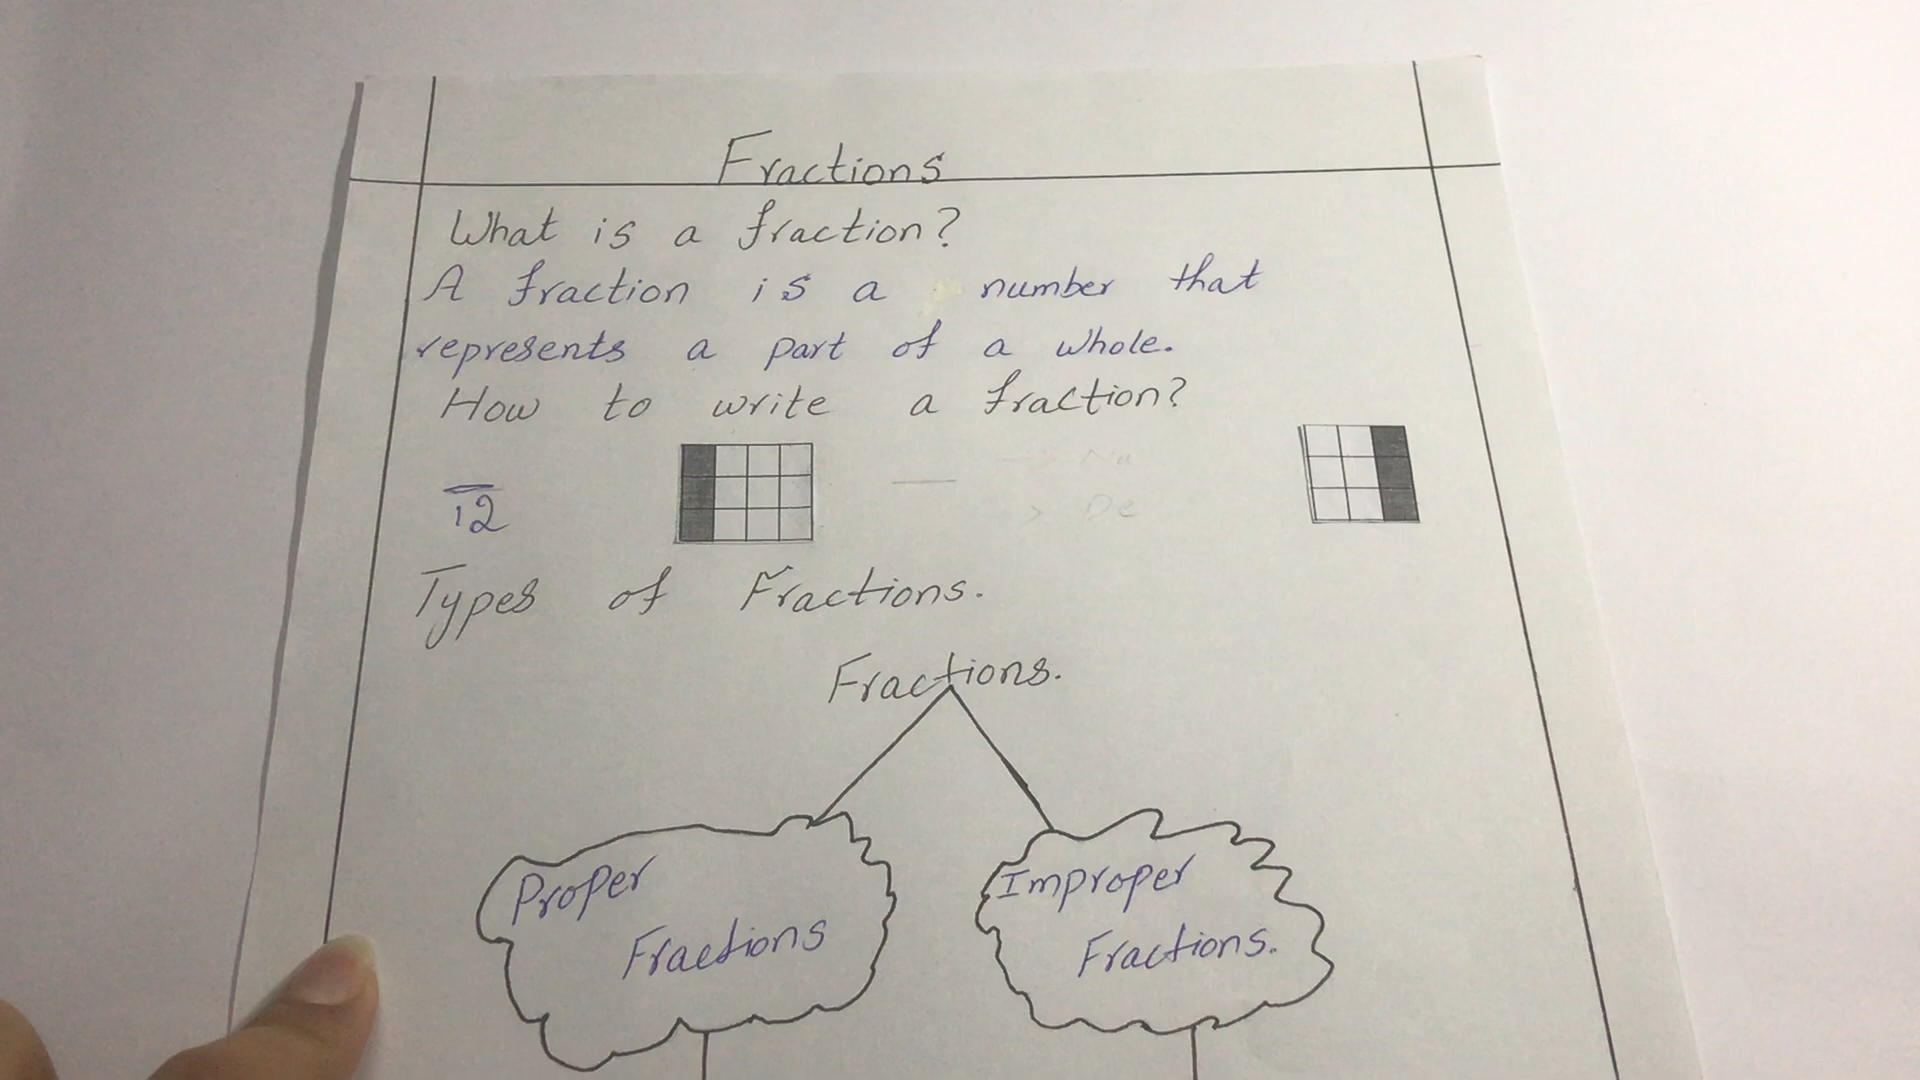 Fractions
What is a fraction?
A fraction is a number that
represents a part of a whole.
How to write a fraction?
12
Types of Fractions.
Fractions.
Proper
Fractions
Improper
Fractions.